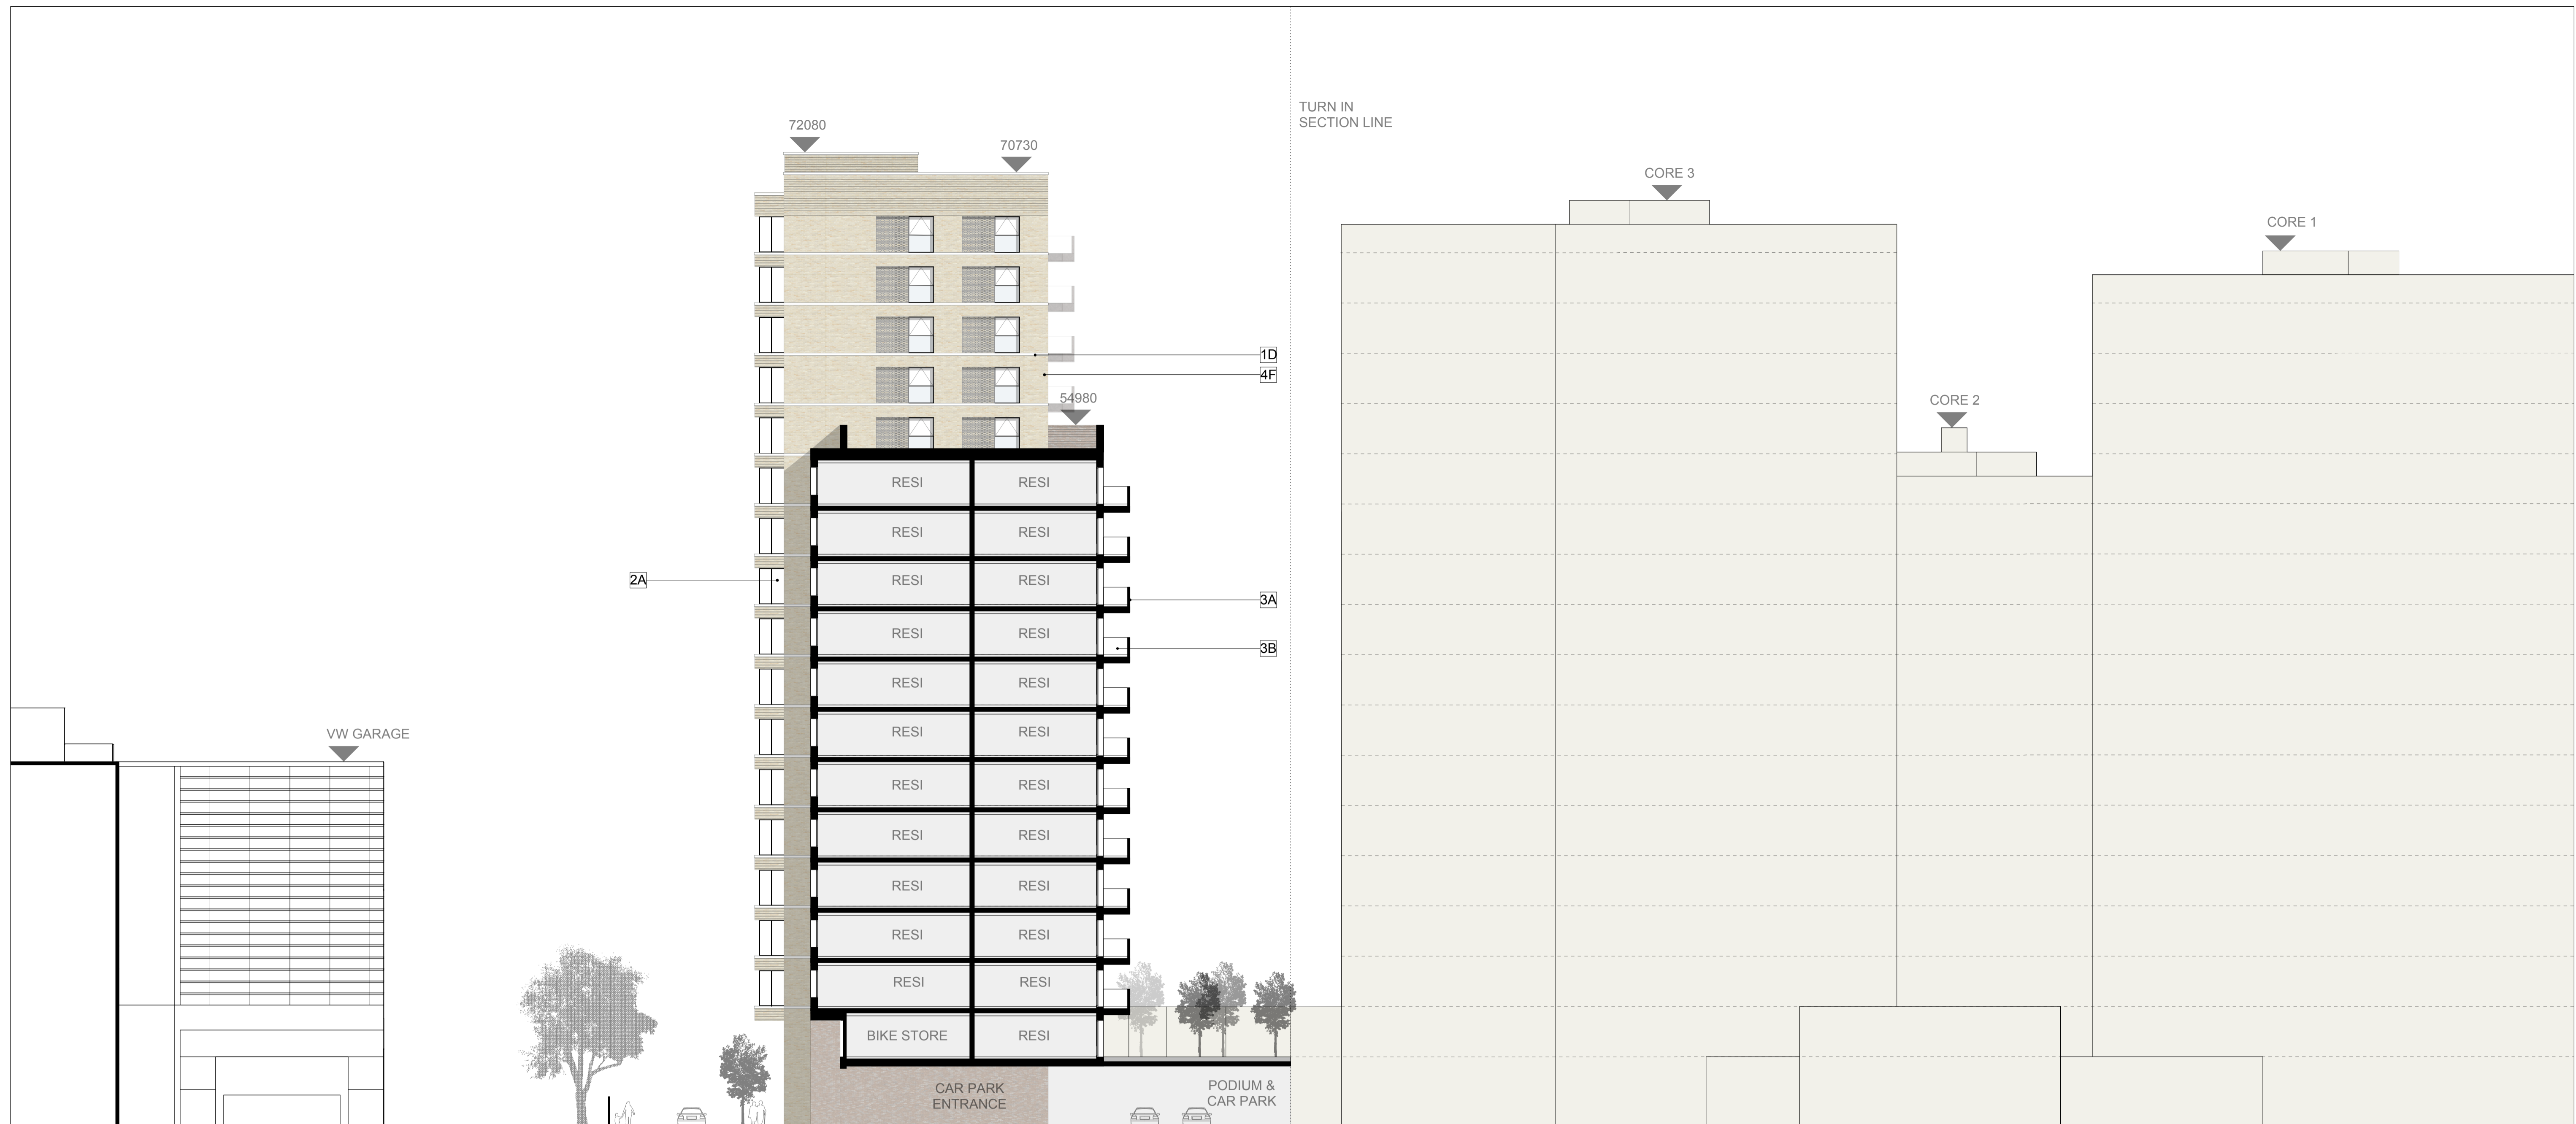 TURN IN
SECTION LINE
72080
70730
CORE 3
CORE 1
1D
4F
54980
CORE 2
RESI RESI
RESI RESI
2A
RESI RESI
3A
RESI RESI
3B
RESI RESI
VW GARAGE
RESI RESI
RESI RESI
RESI RESI
RESI RESI
RESI RESI
RESI RESI
BIKE STORE RESI
CAR PARK
ENTRANCE
PODIUM &
CAR PARK